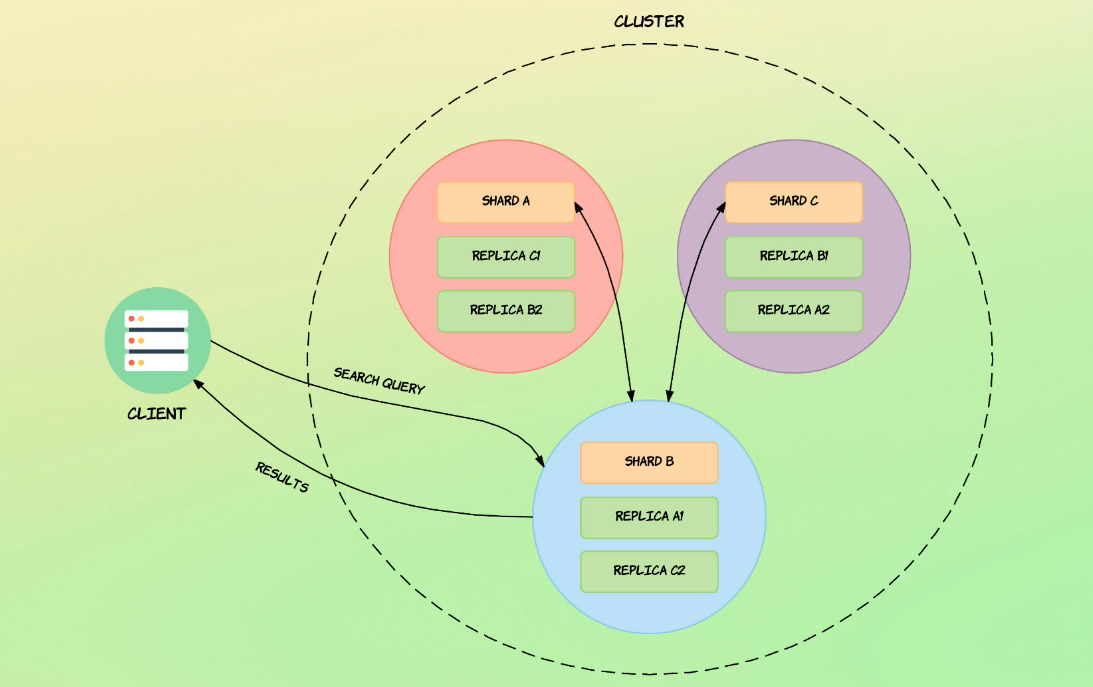 CLUSTER
SHARD A
REPLICA C1
REPLICA B2
SHARD C
REPLICA B1
REPLICA A2
CLIENT
SEARCH QUERY
RESULTS
SHARD B
REPLICA A1
REPLICA C2